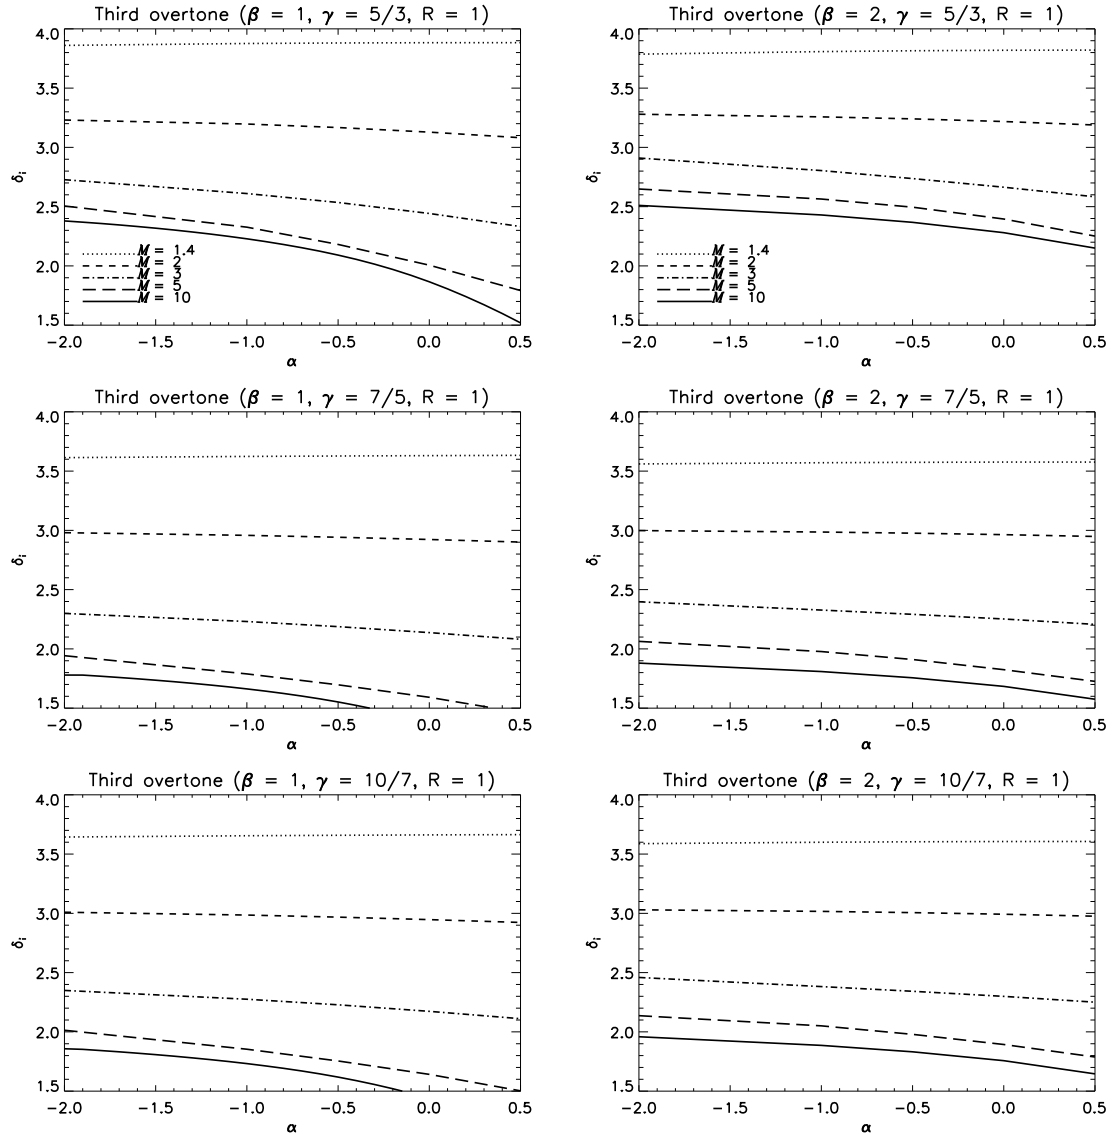 Third overtone (β = 1, γ = 5/3, R = 1)
4.0
3.5
3.0
2.5
2.0
1.5
δi
M = 1.4
M = 2
M = 3
M = 5
M = 10
−2.0 −1.5 −1.0 −0.5 0.0 0.5
α
Third overtone (β = 2, γ = 5/3, R = 1)
4.0
3.5
3.0
2.5
2.0
1.5
δi
M = 1.4
M = 2
M = 3
M = 5
M = 10
−2.0 −1.5 −1.0 −0.5 0.0 0.5
α
Third overtone (β = 1, γ = 7/5, R = 1)
4.0
3.5
3.0
2.5
2.0
1.5
δi
−2.0 −1.5 −1.0 −0.5 0.0 0.5
α
Third overtone (β = 2, γ = 7/5, R = 1)
4.0
3.5
3.0
2.5
2.0
1.5
δi
−2.0 −1.5 −1.0 −0.5 0.0 0.5
α
Third overtone (β = 1, γ = 10/7, R = 1)
4.0
3.5
3.0
2.5
2.0
1.5
δi
−2.0 −1.5 −1.0 −0.5 0.0 0.5
α
Third overtone (β = 2, γ = 10/7, R = 1)
4.0
3.5
3.0
2.5
2.0
1.5
δi
−2.0 −1.5 −1.0 −0.5 0.0 0.5
α